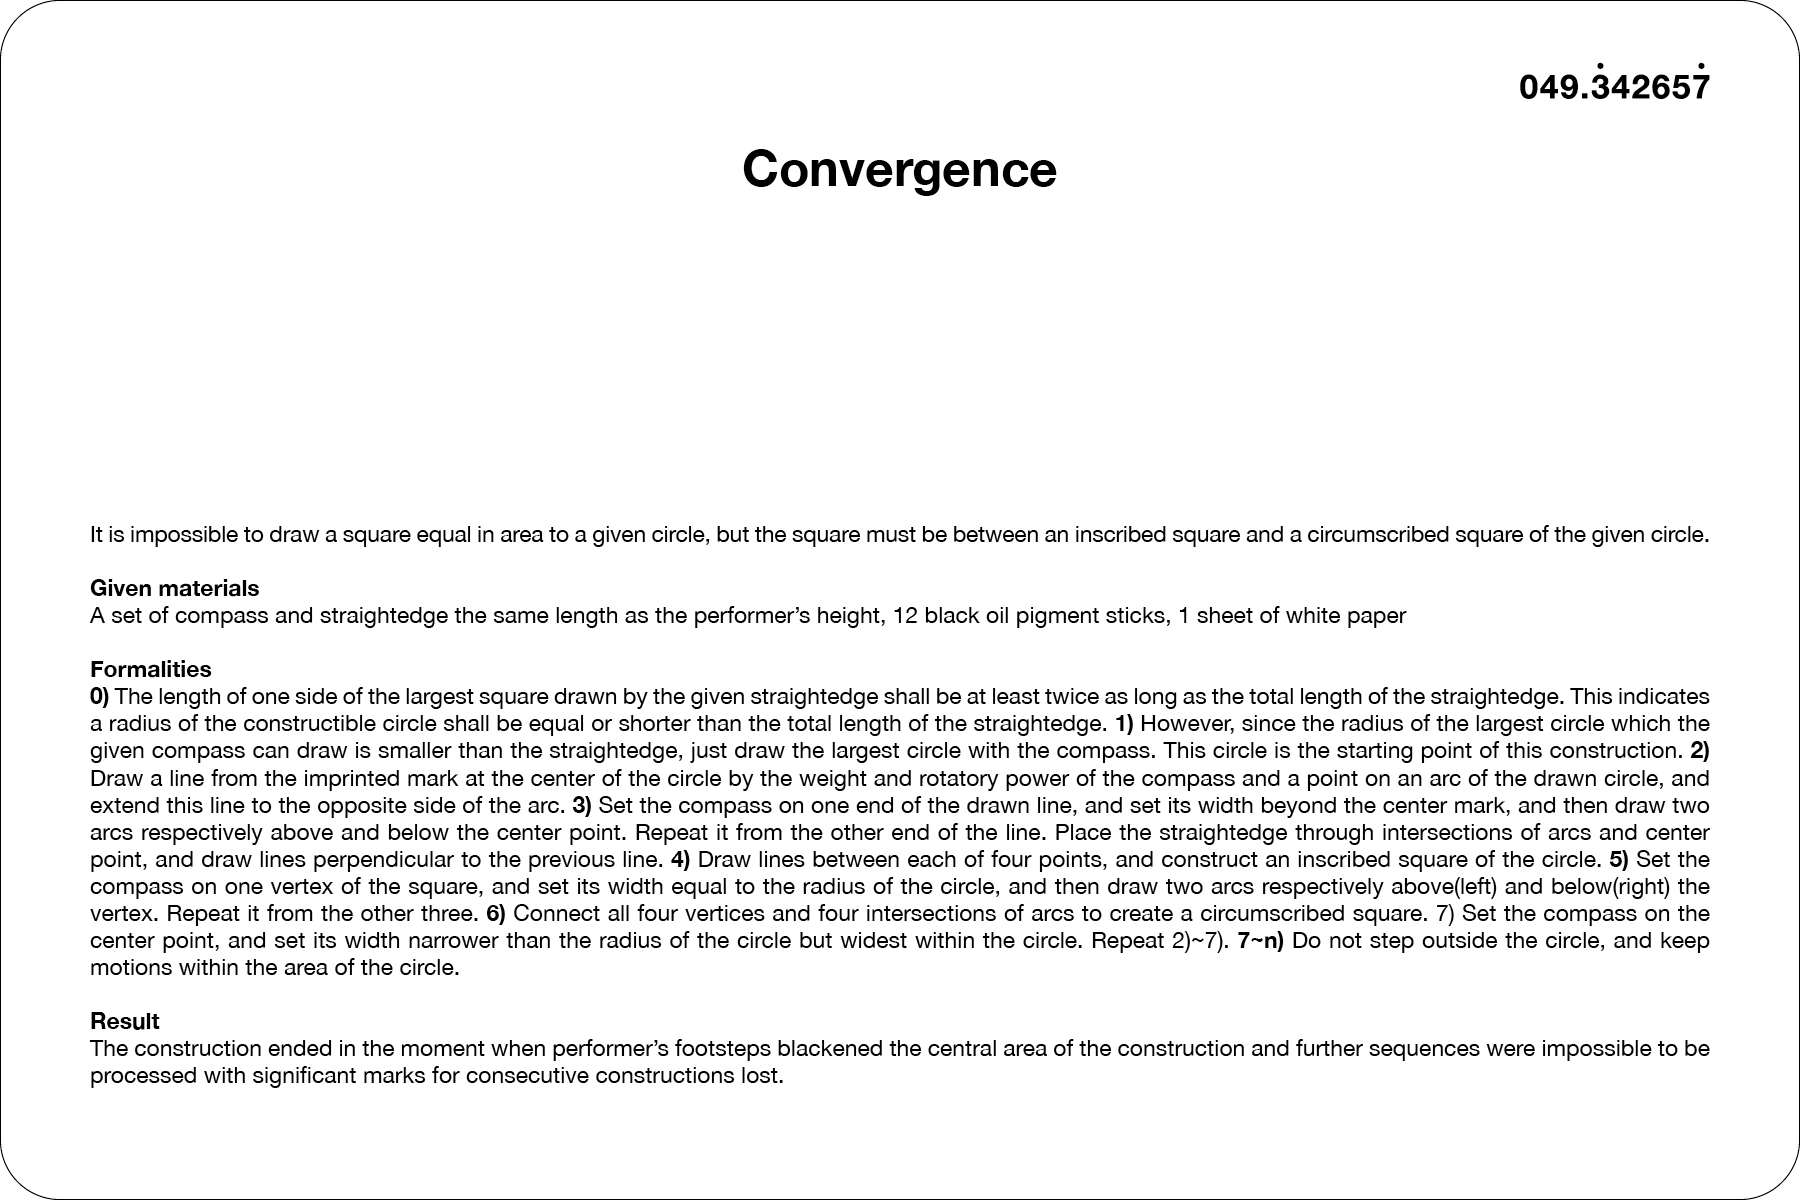 049.3̇42657̇
Convergence
It is impossible to draw a square equal in area to a given circle, but the square must be between an inscribed square and a circumscribed square of the given circle.
Given materials
A set of compass and straightedge the same length as the performer’s height, 12 black oil pigment sticks, 1 sheet of white paper
Formalities
0) The length of one side of the largest square drawn by the given straightedge shall be at least twice as long as the total length of the straightedge. This indicates
a radius of the constructible circle shall be equal or shorter than the total length of the straightedge. 1) However, since the radius of the largest circle which the
given compass can draw is smaller than the straightedge, just draw the largest circle with the compass. This circle is the starting point of this construction. 2)
Draw a line from the imprinted mark at the center of the circle by the weight and rotatory power of the compass and a point on an arc of the drawn circle, and
extend this line to the opposite side of the arc. 3) Set the compass on one end of the drawn line, and set its width beyond the center mark, and then draw two
arcs respectively above and below the center point. Repeat it from the other end of the line. Place the straightedge through intersections of arcs and center
point, and draw lines perpendicular to the previous line. 4) Draw lines between each of four points, and construct an inscribed square of the circle. 5) Set the
compass on one vertex of the square, and set its width equal to the radius of the circle, and then draw two arcs respectively above(left) and below(right) the
vertex. Repeat it from the other three. 6) Connect all four vertices and four intersections of arcs to create a circumscribed square. 7) Set the compass on the
center point, and set its width narrower than the radius of the circle but widest within the circle. Repeat 2)~7). 7~n) Do not step outside the circle, and keep
motions within the area of the circle.
Result
The construction ended in the moment when performer’s footsteps blackened the central area of the construction and further sequences were impossible to be
processed with significant marks for consecutive constructions lost.